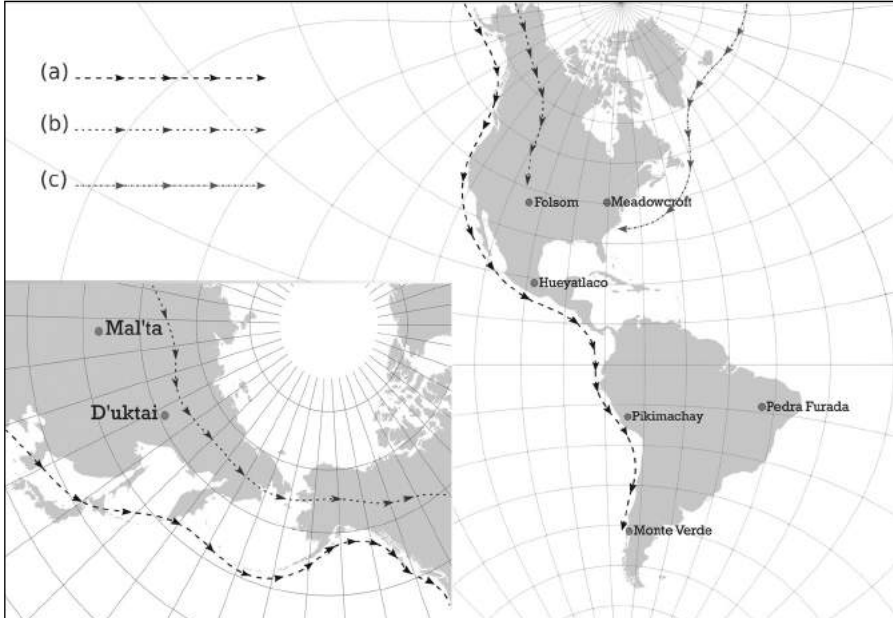 (a)
(b)
(c)
Folsom
Meadowcroft
Hueyatlaco
Mal'ta
D'uktai
Pikimachay
Pedra Furada
Monte Verde